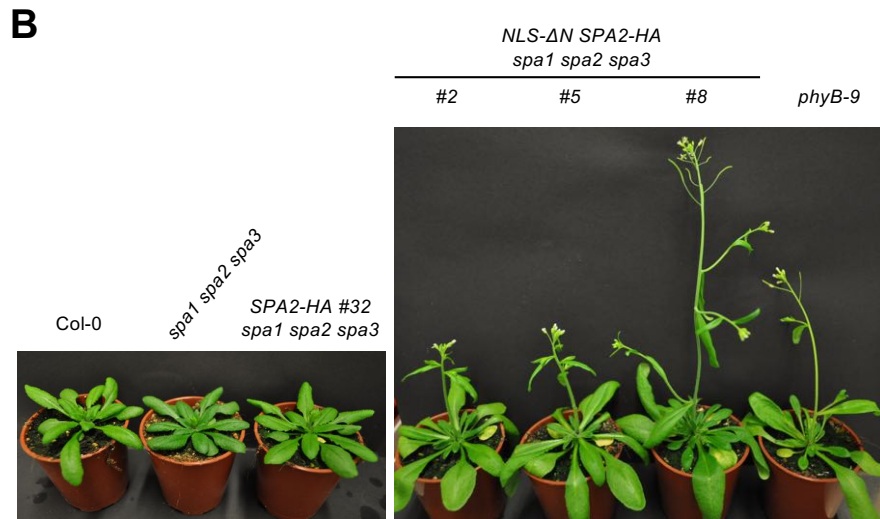 B
NLS-ΔN SPA2-HA
spa1 spa2 spa3
#2 #5 #8 phyB-9
Col-0
spa1 spa2 spa3
SPA2-HA #32
spa1 spa2 spa3